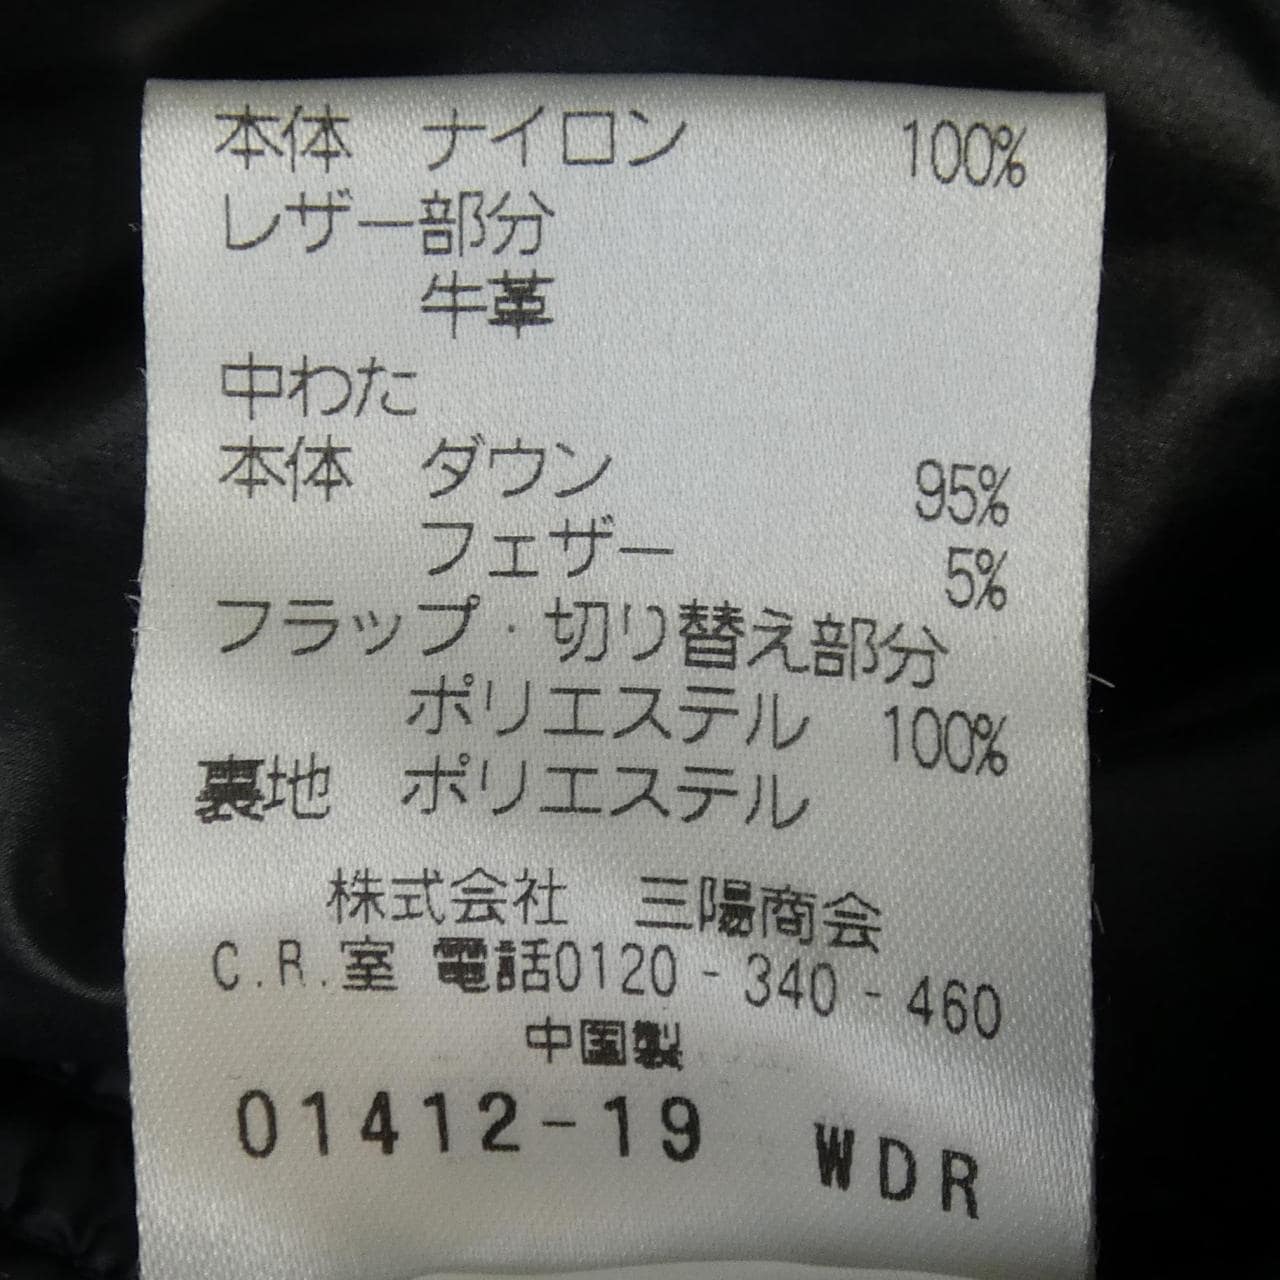 本体 ナイロン 100%
レザー部分
牛革
中わた
本体 ダウン 95%
フェザー 5%
フラップ・切り替え部分
ポリエステル 100%
裏地 ポリエステル
株式会社 三陽商会
C.R.室 電話0120-340-460
中国製
01412-19 WDR